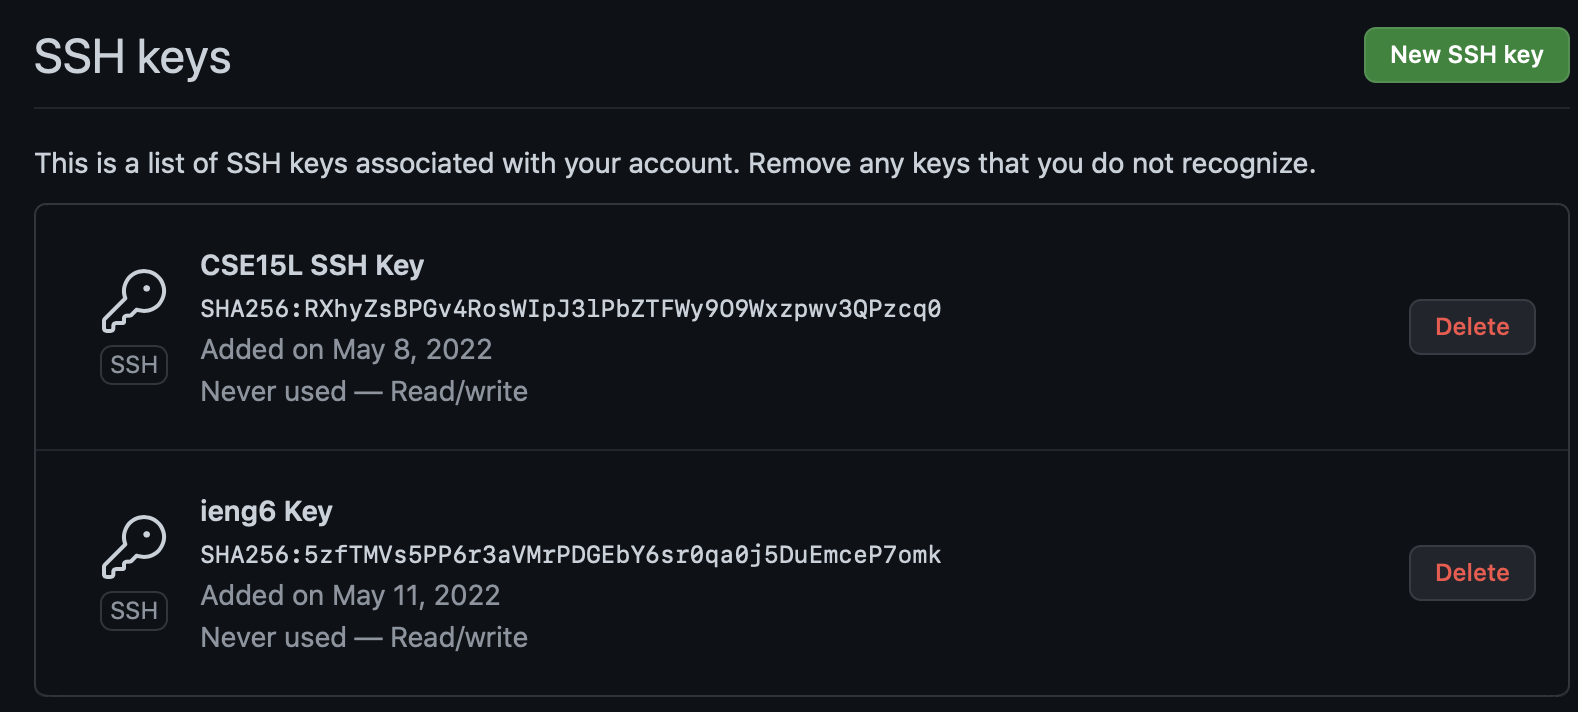 SSH keys
New SSH key
This is a list of SSH keys associated with your account. Remove any keys that you do not recognize.
CSE15L SSH Key
SHA256:RXhyZsBPGv4RosWIpJ3lPbZTFWy9O9Wxzpwv3QPzcq0
Added on May 8, 2022
Never used — Read/write
SSH
Delete
ieng6 Key
SHA256:5zfTMVs5PP6r3aVMrPDGEbY6sr0qa0j5DuEmceP7omk
Added on May 11, 2022
Never used — Read/write
SSH
Delete